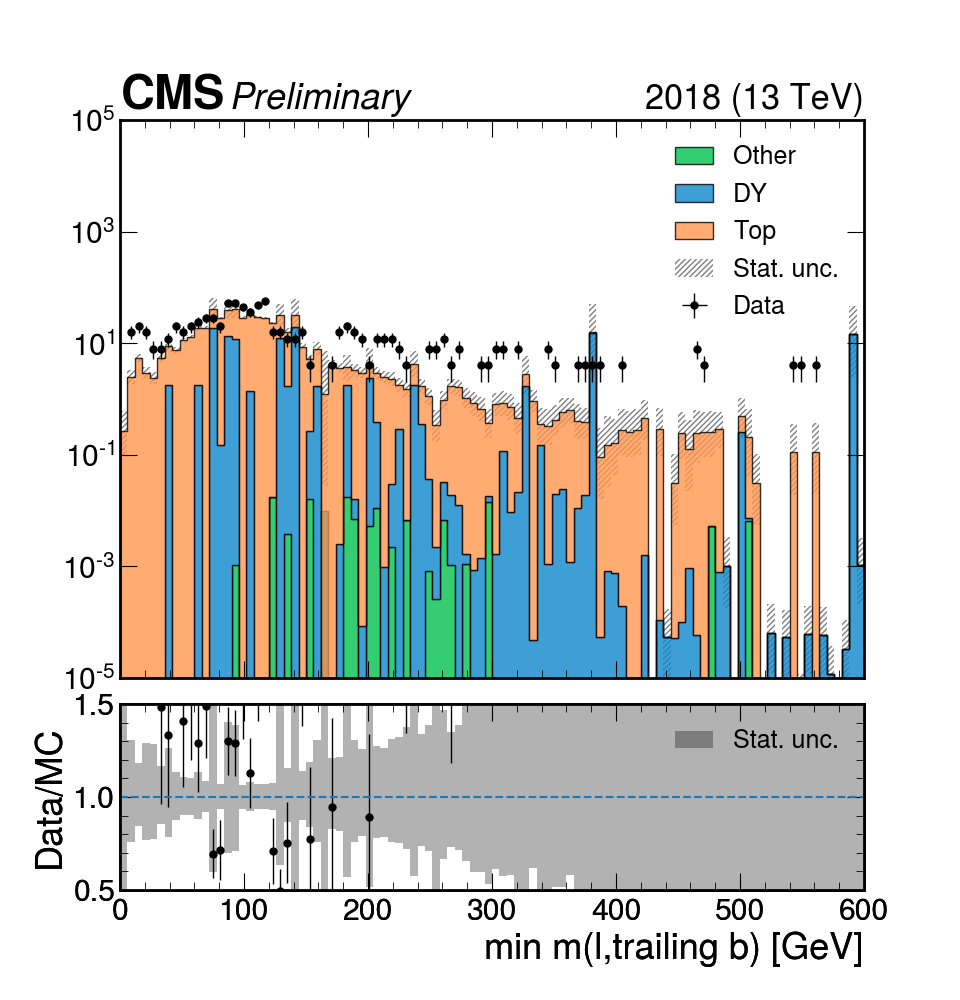 CMS Preliminary 2018 (13 TeV)
10^5
10^3
10^1
10^-1
10^-3
10^-5
Other
DY
Top
Stat. unc.
Data
1.5
1.0
0.5
Data/MC
Stat. unc.
0 100 200 300 400 500 600
min m(l,trailing b) [GeV]